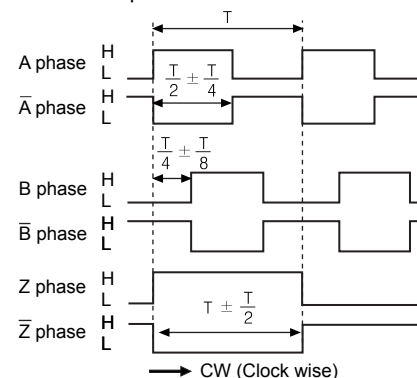 T
A phase H
L
T/2 ± T/4
A̅ phase H
L
T/4 ± T/8
B phase H
L
B̅ phase H
L
Z phase H
L
T ± T/2
Z̅ phase H
L
CW (Clock wise)